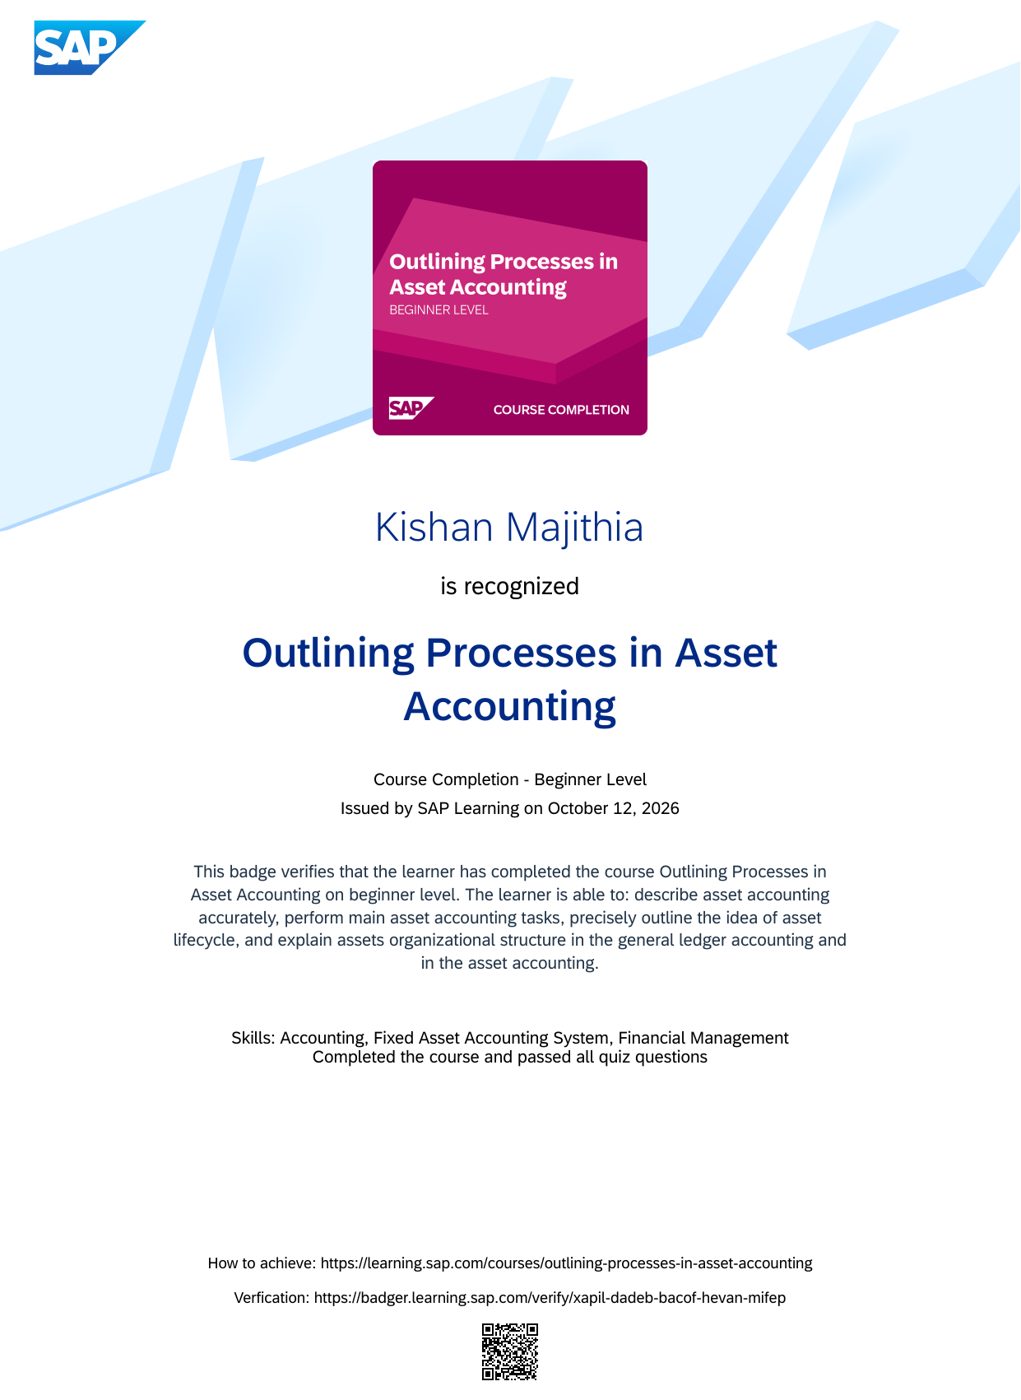 SAP
Outlining Processes in
Asset Accounting
BEGINNER LEVEL
SAP
COURSE COMPLETION
Kishan Majithia
is recognized
Outlining Processes in Asset
Accounting
Course Completion - Beginner Level
Issued by SAP Learning on October 12, 2026
This badge verifies that the learner has completed the course Outlining Processes in
Asset Accounting on beginner level. The learner is able to: describe asset accounting
accurately, perform main asset accounting tasks, precisely outline the idea of asset
lifecycle, and explain assets organizational structure in the general ledger accounting and
in the asset accounting.
Skills: Accounting, Fixed Asset Accounting System, Financial Management
Completed the course and passed all quiz questions
How to achieve: https://learning.sap.com/courses/outlining-processes-in-asset-accounting
Verfication: https://badger.learning.sap.com/verify/xapil-dadeb-bacof-hevan-mifep